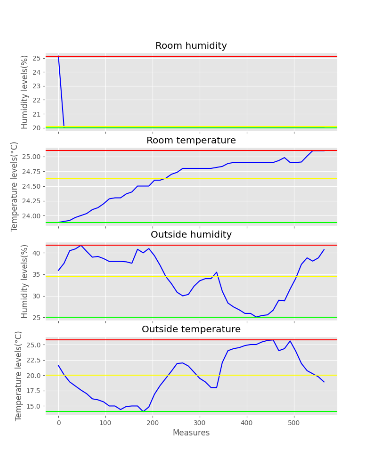 Room humidity
Humidity levels(%)
25
24
23
22
21
20
Room temperature
Temperature levels(°C)
25.00
24.75
24.50
24.25
24.00
Outside humidity
Humidity levels(%)
40
35
30
25
Outside temperature
Temperature levels(°C)
25.0
22.5
20.0
17.5
15.0
0 100 200 300 400 500
Measures